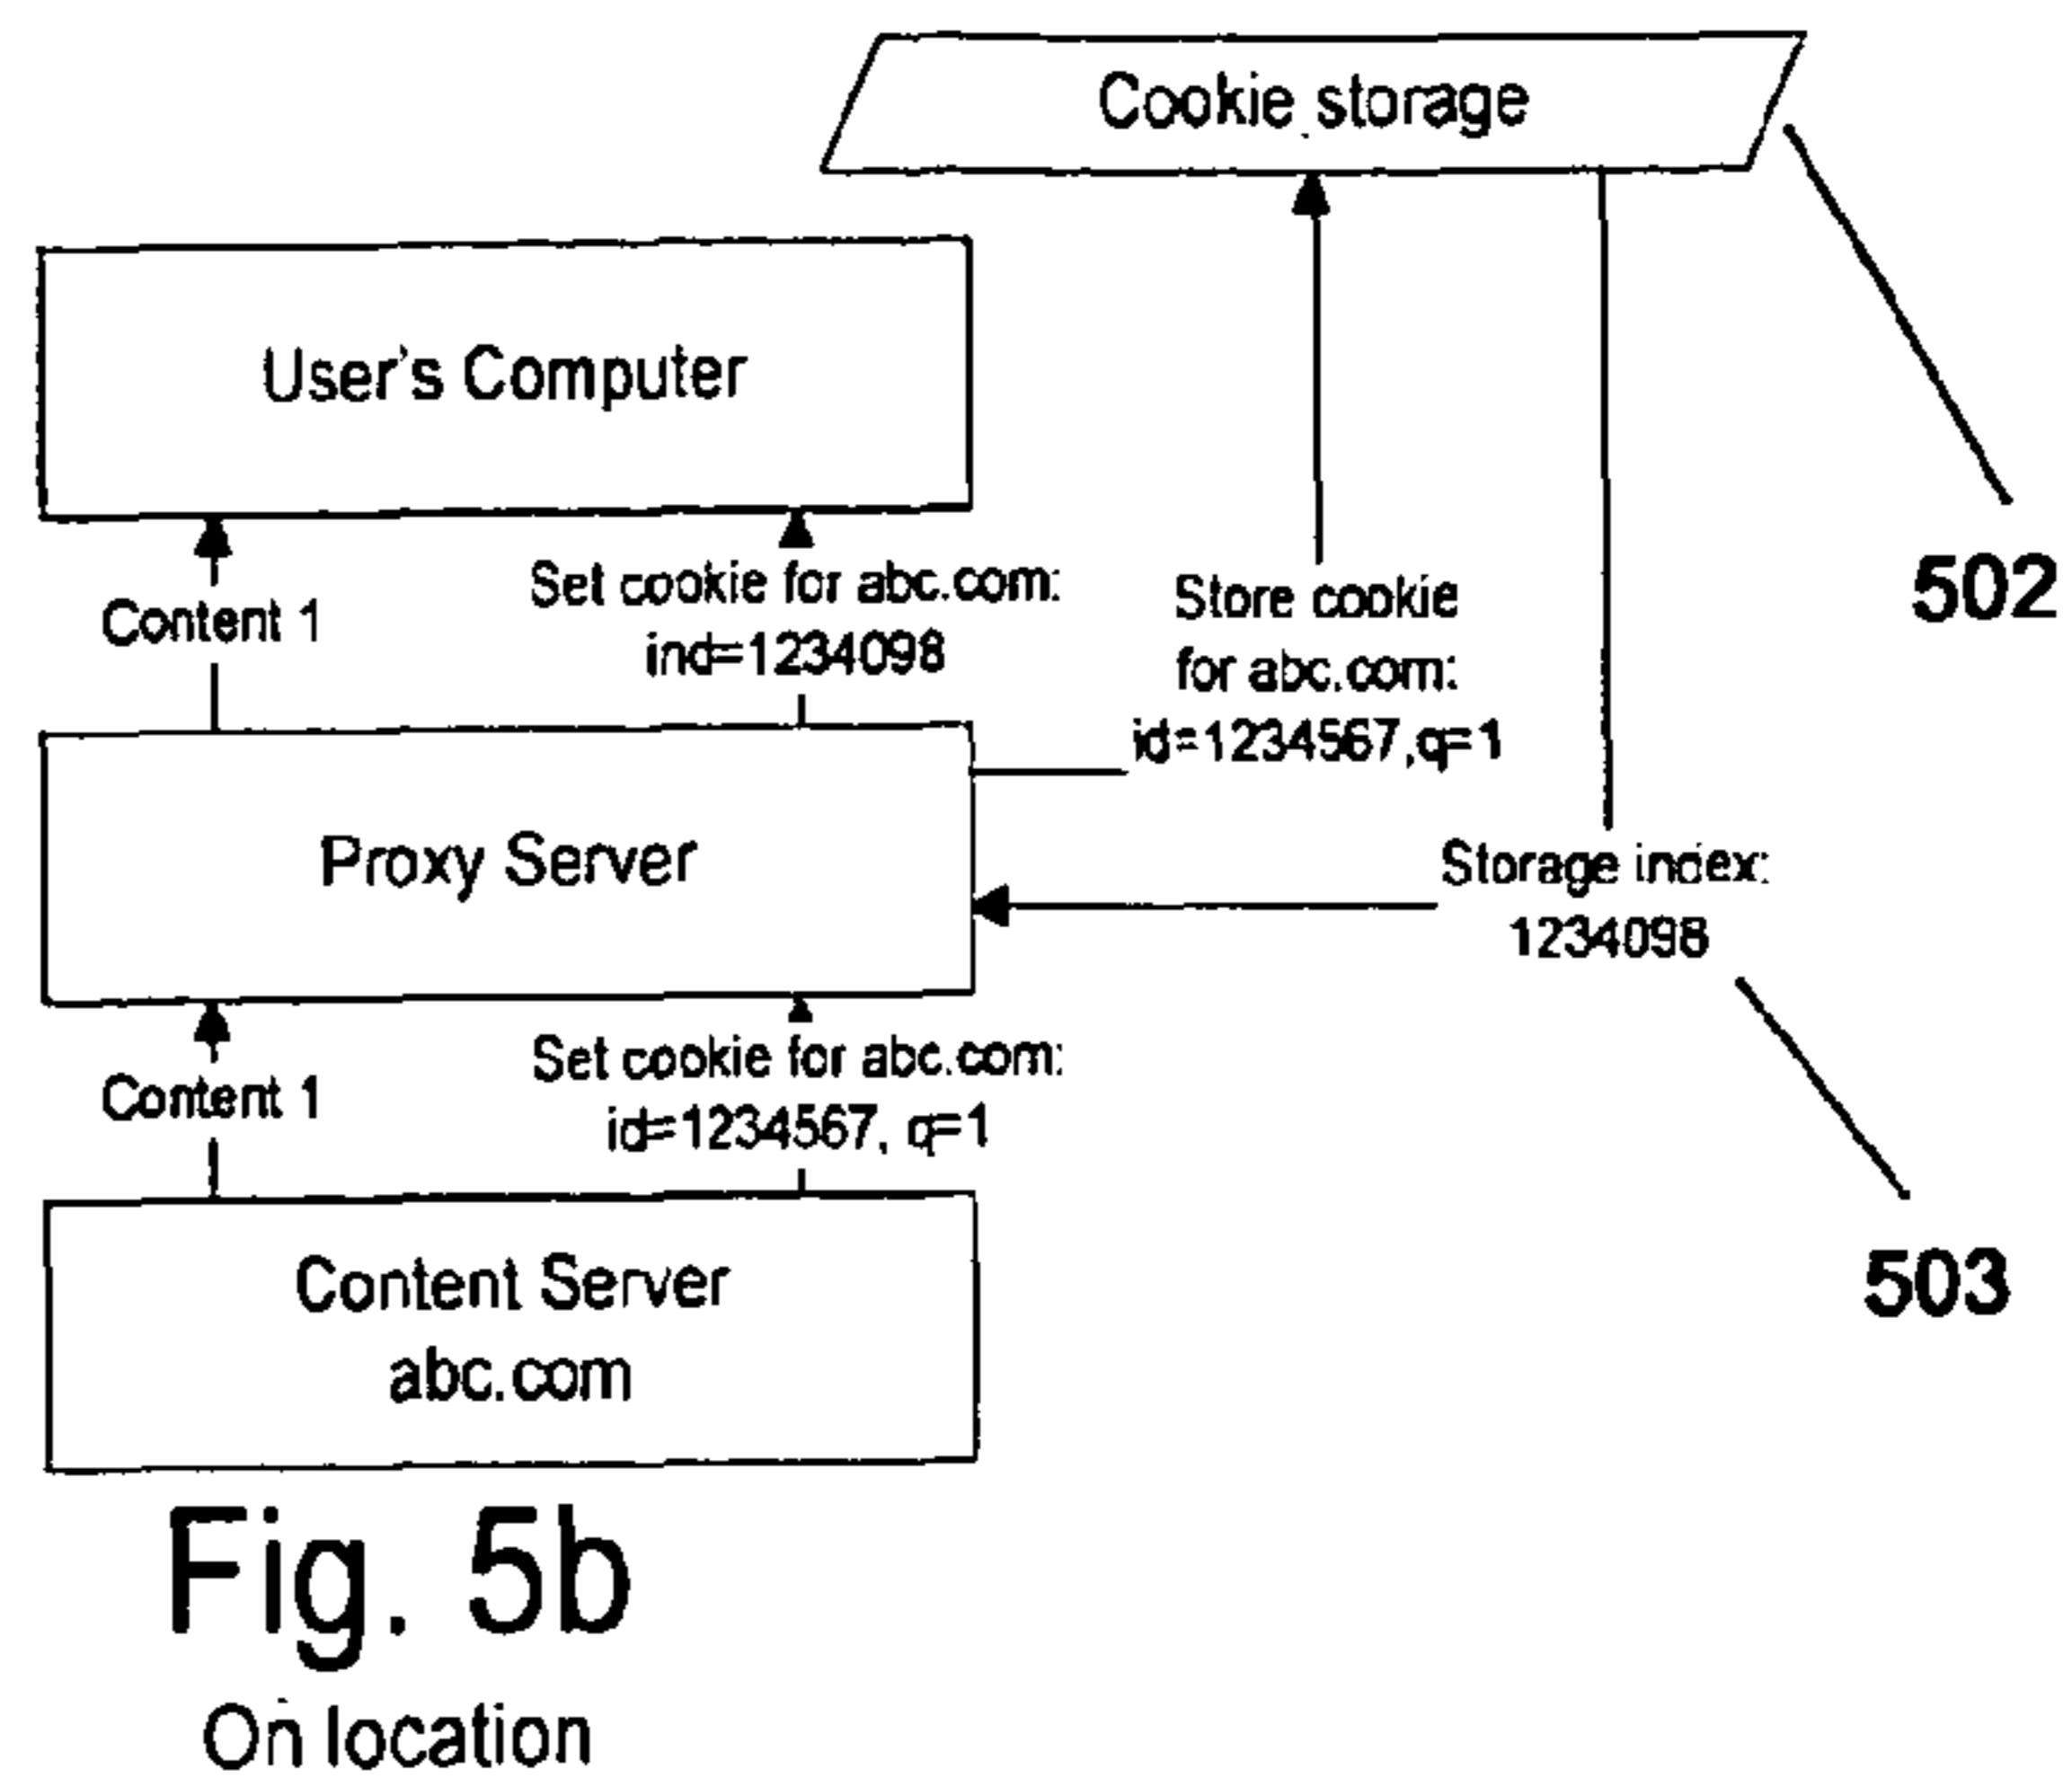 Cookie storage
User's Computer
Content 1
Set cookie for abc.com:
ind=1234098
Store cookie
for abc.com:
id=1234567,q=1
502
Proxy Server
Storage index:
1234098
Content 1
Set cookie for abc.com:
id=1234567, q=1
503
Content Server
abc.com
Fig. 5b
On location